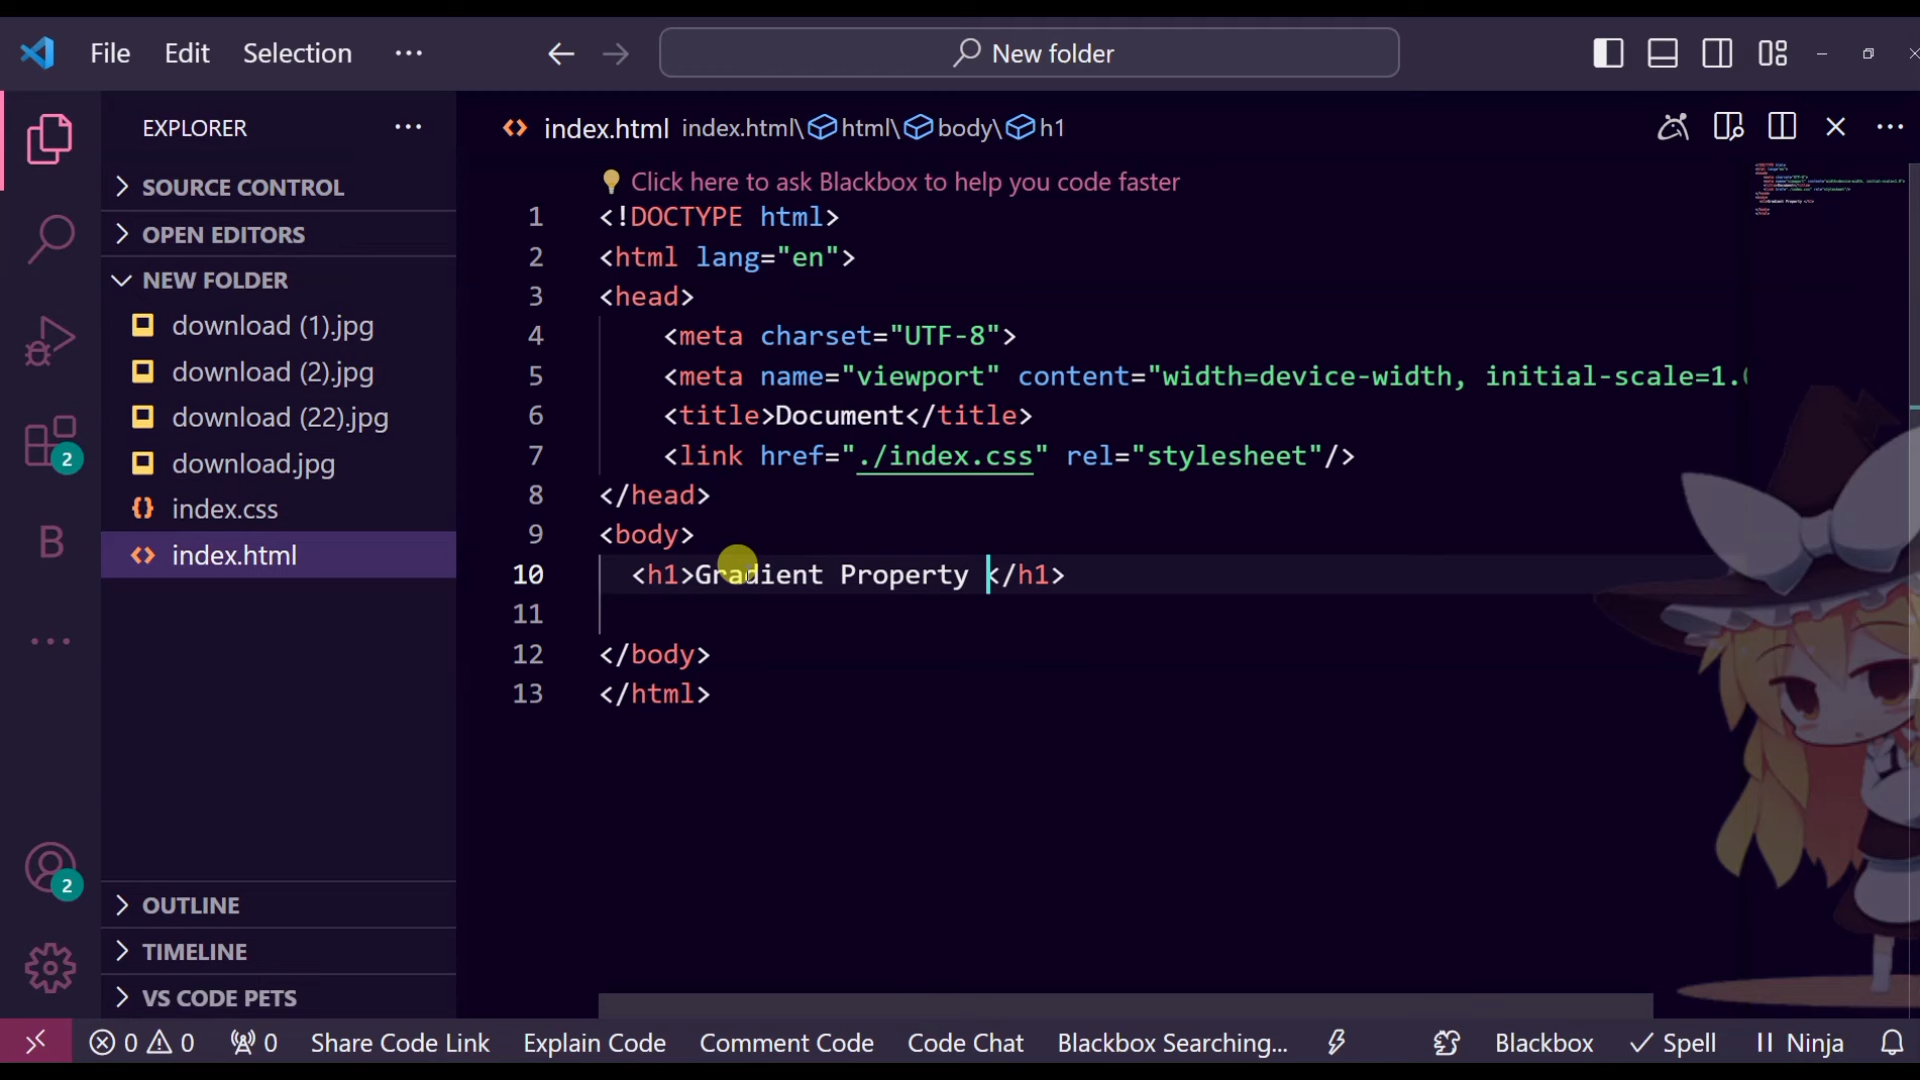 File Edit Selection ···
New folder
EXPLORER ···
SOURCE CONTROL
OPEN EDITORS
NEW FOLDER
download (1).jpg
download (2).jpg
download (22).jpg
download.jpg
index.css
index.html
OUTLINE
TIMELINE
VS CODE PETS
2
B
2
index.html index.html\html\body\h1
Click here to ask Blackbox to help you code faster
1 <!DOCTYPE html>
2 <html lang="en">
3 <head>
4 <meta charset="UTF-8">
5 <meta name="viewport" content="width=device-width, initial-scale=1.
6 <title>Document</title>
7 <link href="./index.css" rel="stylesheet"/>
8 </head>
9 <body>
10 <h1>Gradient Property </h1>
11
12 </body>
13 </html>
0 0 0 Share Code Link Explain Code Comment Code Code Chat Blackbox Searching... Blackbox Spell Ninja